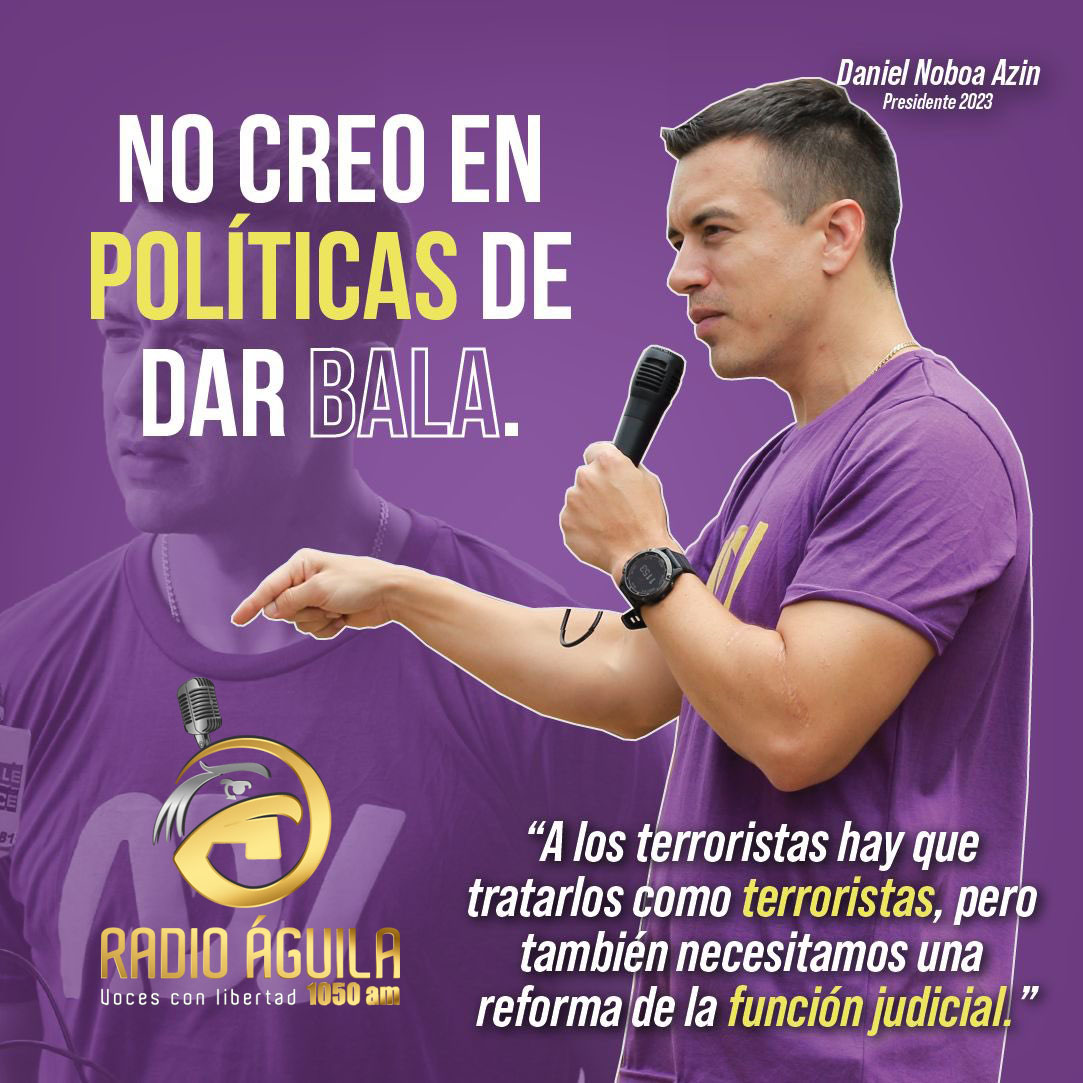 Daniel Noboa Azin
Presidente 2023
NO CREO EN
POLÍTICAS DE
DAR BALA.
1153
RADIO ÁGUILA
Voces con libertad 1050 am
“A los terroristas hay que
tratarlos como terroristas, pero
también necesitamos una
reforma de la función judicial.”